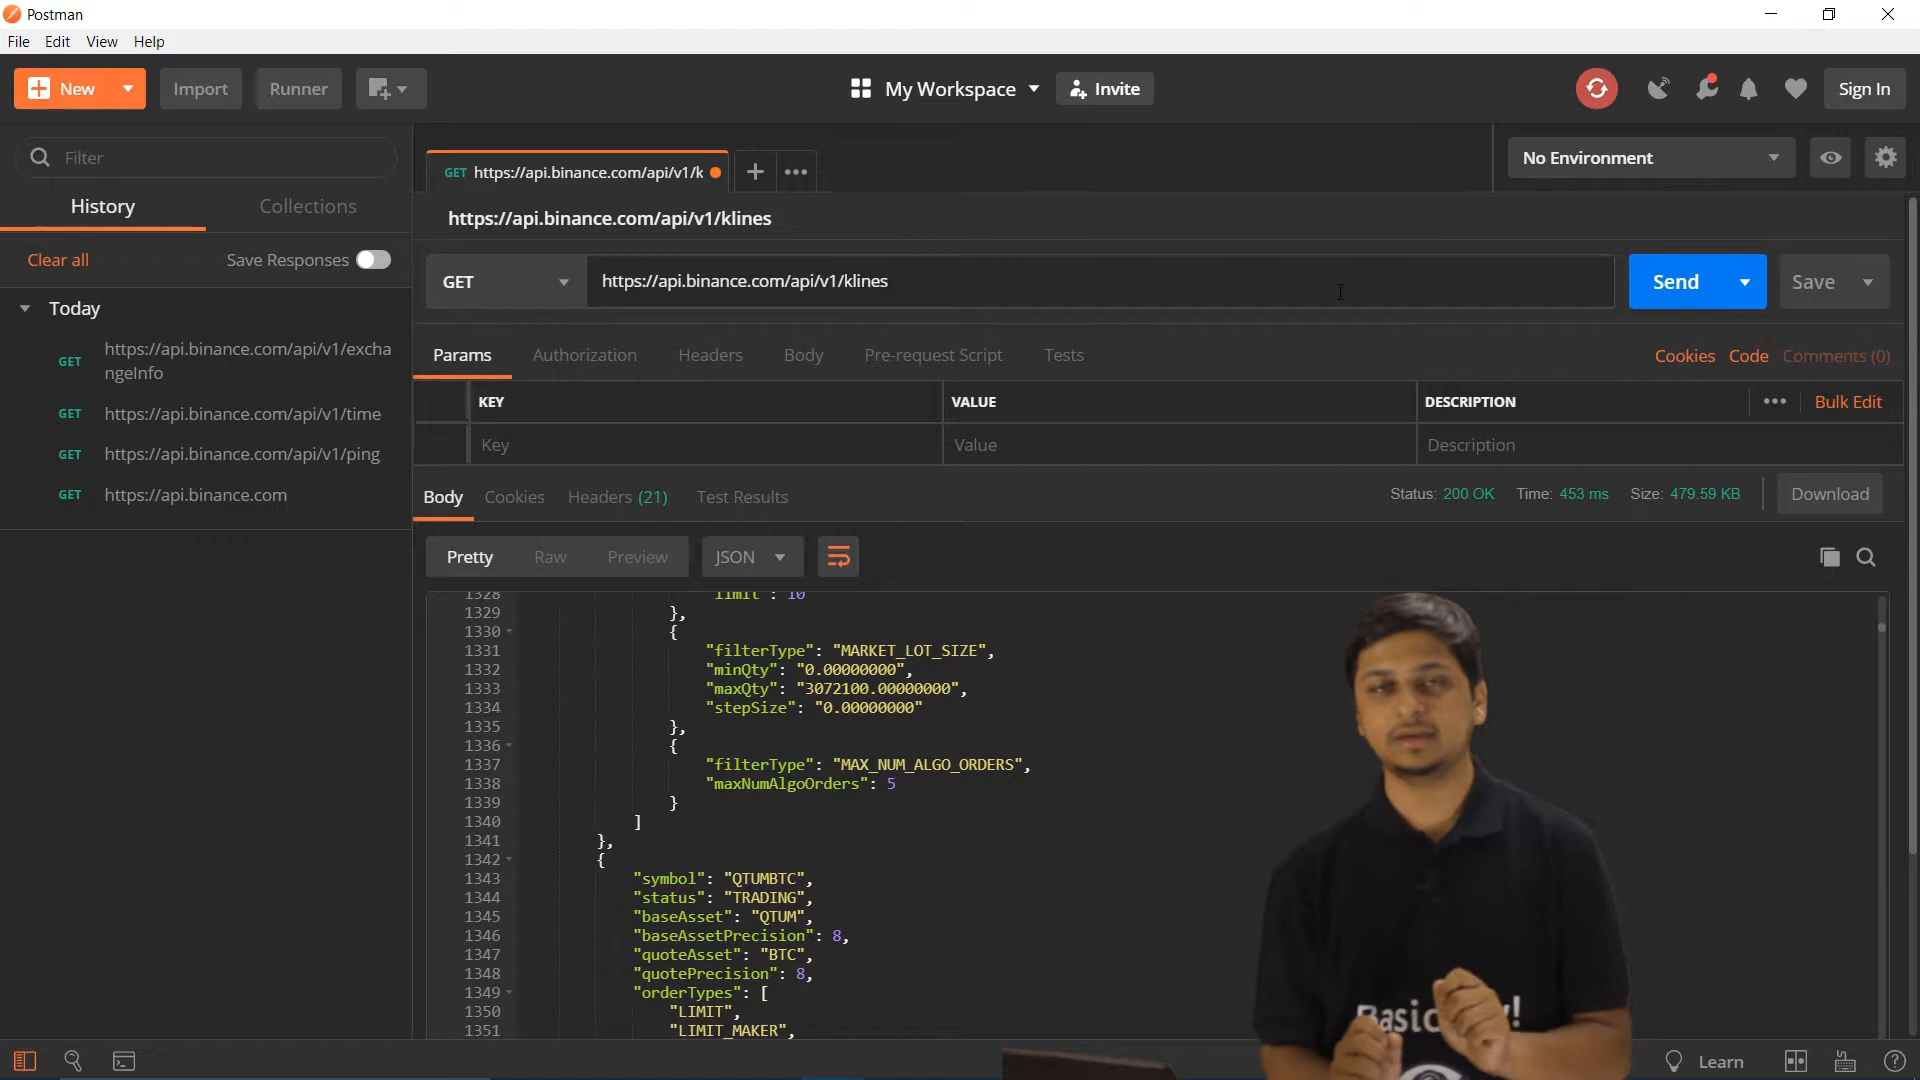 Postman
File Edit View Help
New Import Runner My Workspace Invite Sign In
Filter
GET https://api.binance.com/api/v1/k
No Environment
History Collections
https://api.binance.com/api/v1/klines
Clear all Save Responses
GET https://api.binance.com/api/v1/klines Send Save
Today
GET https://api.binance.com/api/v1/excha
ngeInfo
GET https://api.binance.com/api/v1/time
GET https://api.binance.com/api/v1/ping
GET https://api.binance.com
Params Authorization Headers Body Pre-request Script Tests Cookies Code Comments (0)
KEY VALUE DESCRIPTION ••• Bulk Edit
Key Value Description
Body Cookies Headers (21) Test Results Status: 200 OK Time: 453 ms Size: 479.59 KB Download
Pretty Raw Preview JSON
1328 "limit": 10
1329 },
1330 {
1331 "filterType": "MARKET_LOT_SIZE",
1332 "minQty": "0.00000000",
1333 "maxQty": "3072100.00000000",
1334 "stepSize": "0.00000000"
1335 },
1336 {
1337 "filterType": "MAX_NUM_ALGO_ORDERS",
1338 "maxNumAlgoOrders": 5
1339 }
1340 ]
1341 },
1342 {
1343 "symbol": "QTUMBTC",
1344 "status": "TRADING",
1345 "baseAsset": "QTUM",
1346 "baseAssetPrecision": 8,
1347 "quoteAsset": "BTC",
1348 "quotePrecision": 8,
1349 "orderTypes": [
1350 "LIMIT",
1351 "LIMIT_MAKER",
Basic
Learn